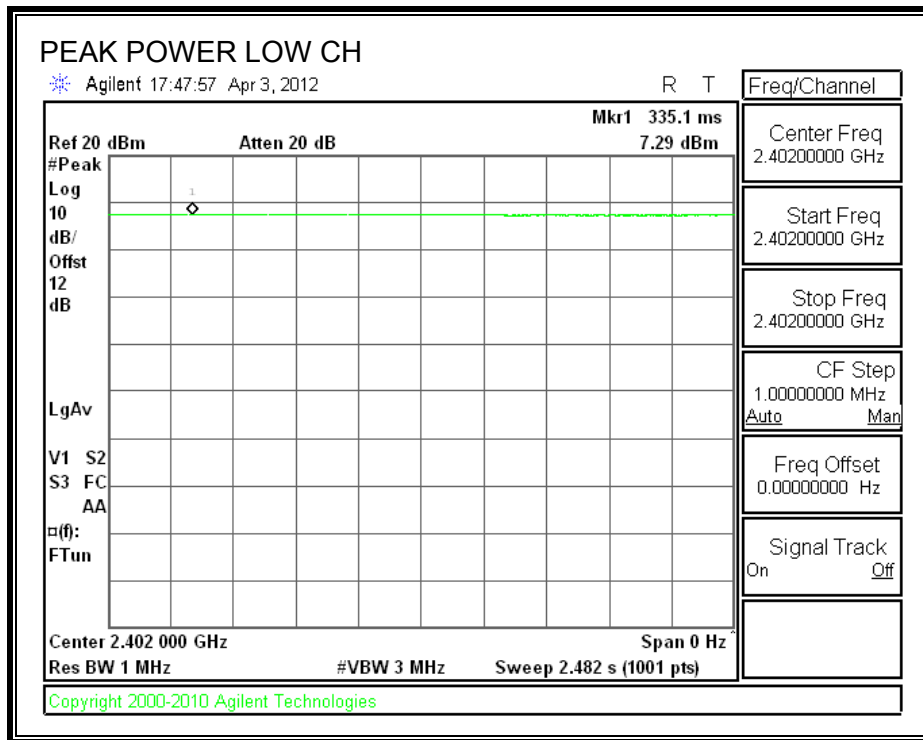 PEAK POWER LOW CH
Agilent 17:47:57 Apr 3, 2012 R T
Mkr1 335.1 ms
Ref 20 dBm Atten 20 dB 7.29 dBm
#Peak
Log
10
dB/
Offst
12
dB
LgAv
V1 S2
S3 FC
AA
¤(f):
FTun
1
Center 2.402 000 GHz Span 0 Hz^
Res BW 1 MHz #VBW 3 MHz Sweep 2.482 s (1001 pts)
Copyright 2000-2010 Agilent Technologies
Freq/Channel
Center Freq
2.40200000 GHz
Start Freq
2.40200000 GHz
Stop Freq
2.40200000 GHz
CF Step
1.00000000 MHz
Auto Man
Freq Offset
0.00000000 Hz
Signal Track
On Off